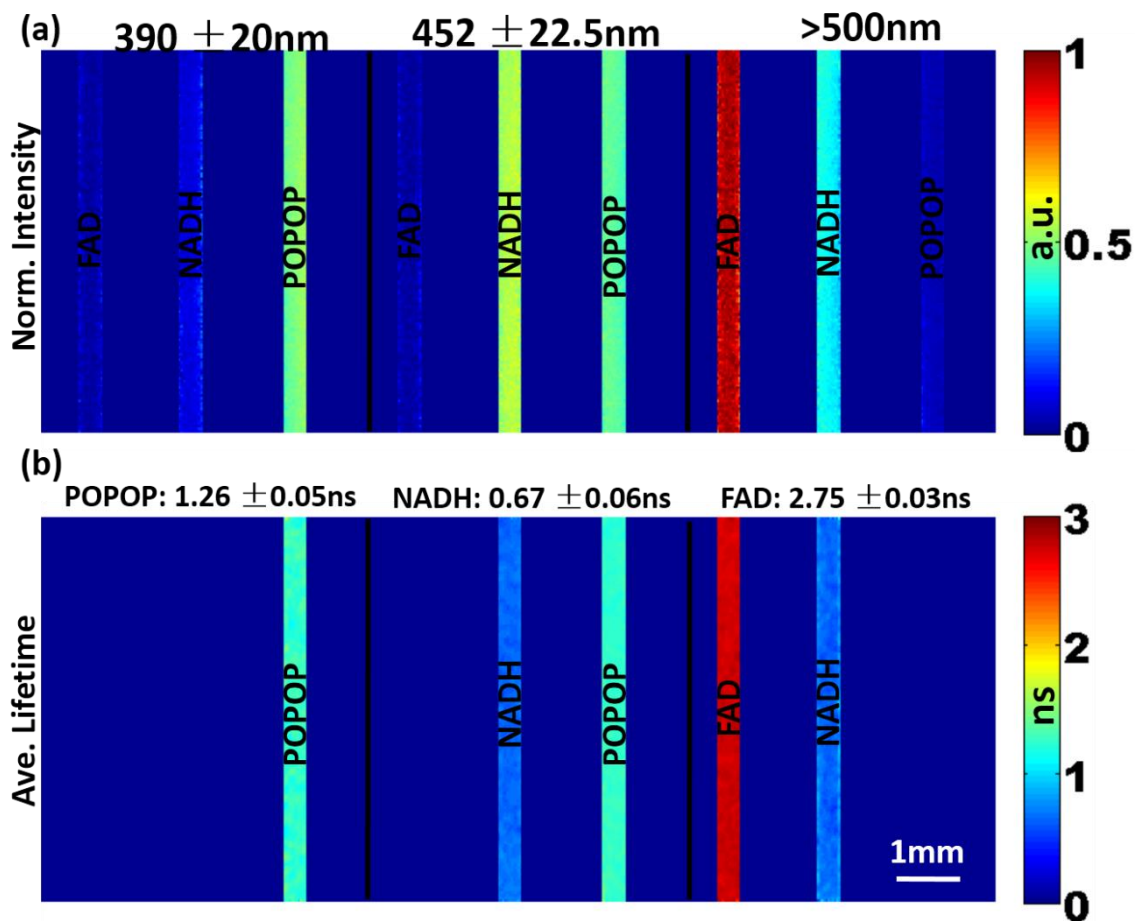 (a)
390 ±20nm
452 ±22.5nm
>500nm
Norm. Intensity
FAD
NADH
POPOP
FAD
NADH
POPOP
FAD
NADH
POPOP
1
0.5
0
a.u.
(b)
POPOP: 1.26 ±0.05ns
NADH: 0.67 ±0.06ns
FAD: 2.75 ±0.03ns
Ave. Lifetime
POPOP
NADH
POPOP
FAD
NADH
1mm
3
2
1
0
ns